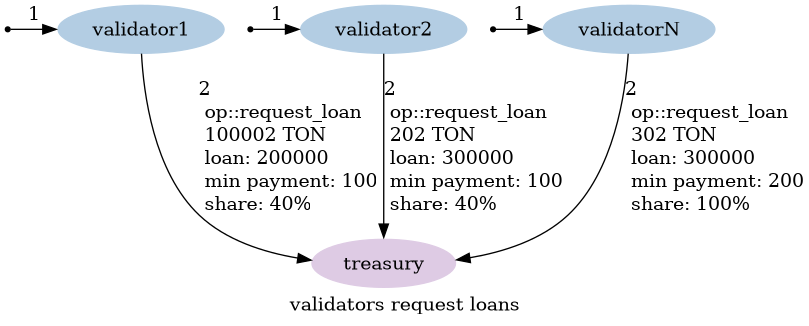 1
validator1
1
validator2
1
validatorN
2
op::request_loan
100002 TON
loan: 200000
min payment: 100
share: 40%
2
op::request_loan
202 TON
loan: 300000
min payment: 100
share: 40%
2
op::request_loan
302 TON
loan: 300000
min payment: 200
share: 100%
treasury
validators request loans